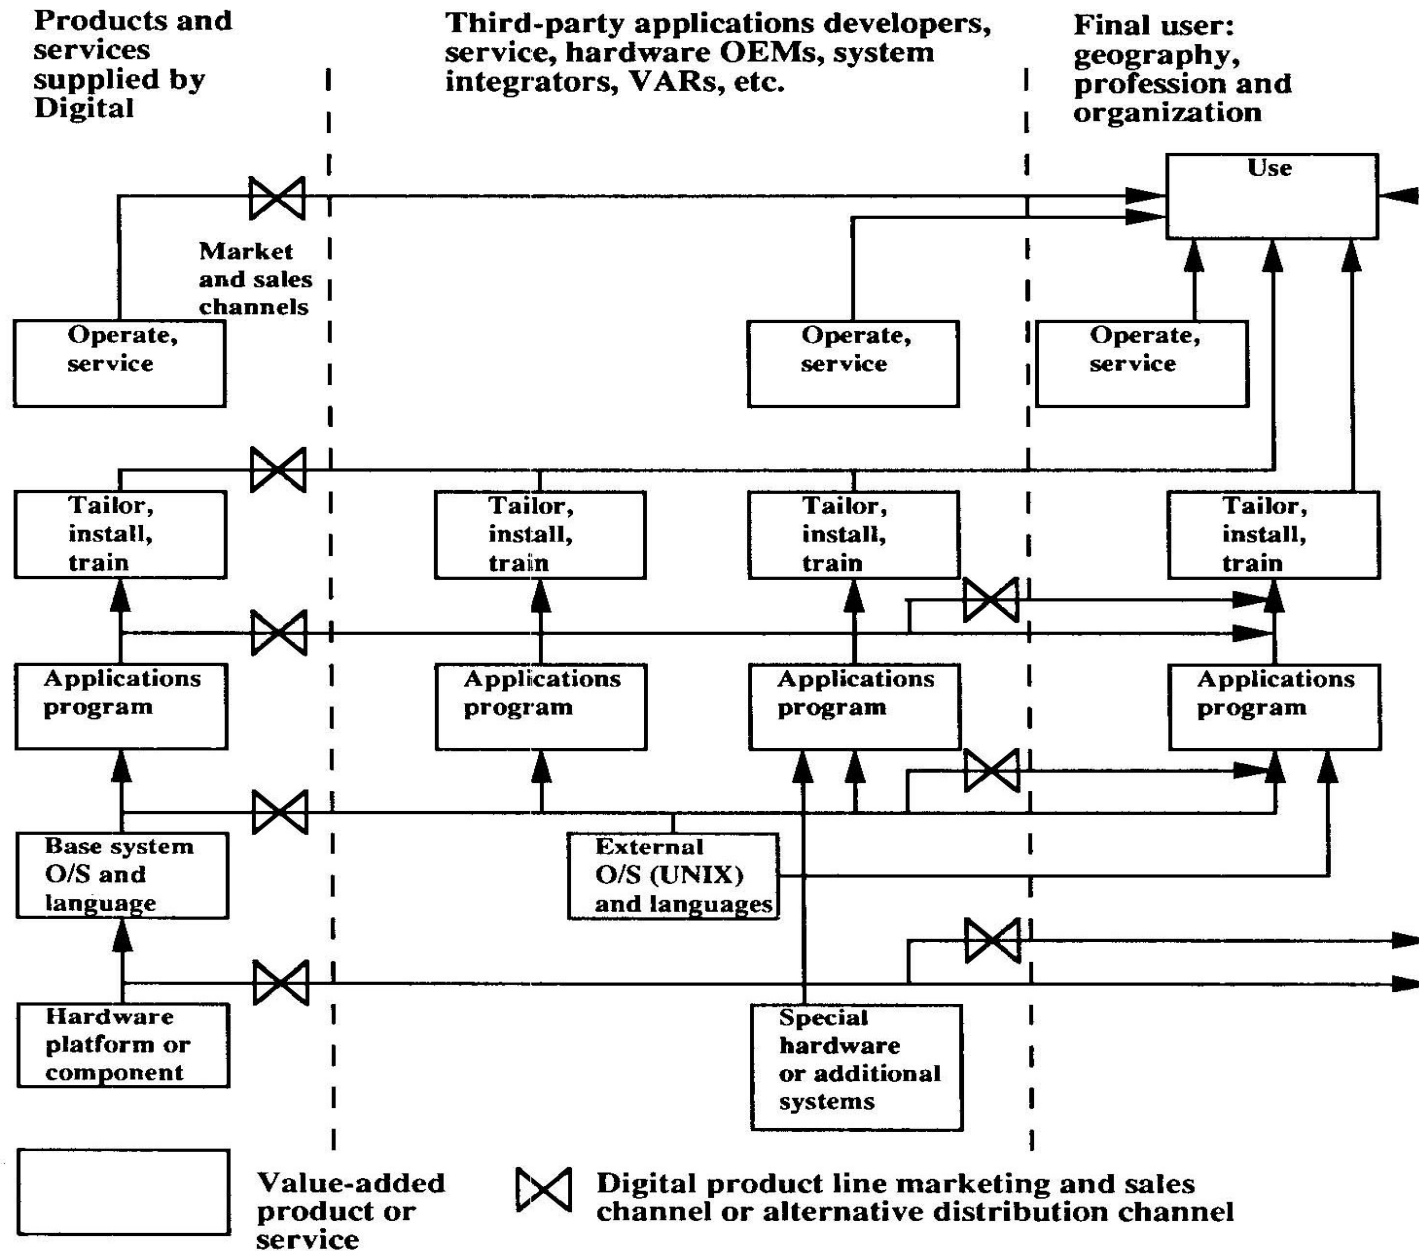 Products and
services
supplied by
Digital
Third-party applications developers,
service, hardware OEMs, system
integrators, VARs, etc.
Final user:
geography,
profession and
organization
Use
Market
and sales
channels
Operate,
service
Operate,
service
Operate,
service
Tailor,
install,
train
Tailor,
install,
train
Tailor,
install,
train
Tailor,
install,
train
Applications
program
Applications
program
Applications
program
Applications
program
Base system
O/S and
language
External
O/S (UNIX)
and languages
Hardware
platform or
component
Special
hardware
or additional
systems
Value-added
product or
service
Digital product line marketing and sales
channel or alternative distribution channel